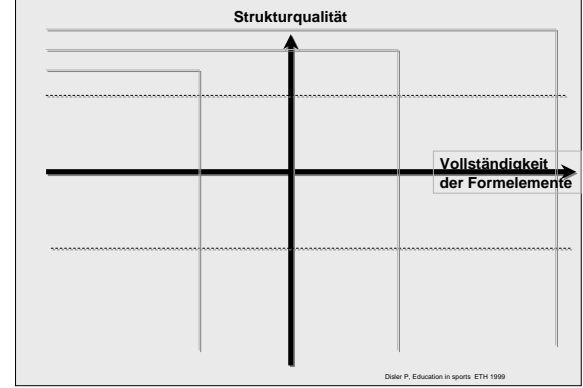 Strukturqualität
Vollständigkeit
der Formelemente
Disler P, Education in sports  ETH 1999